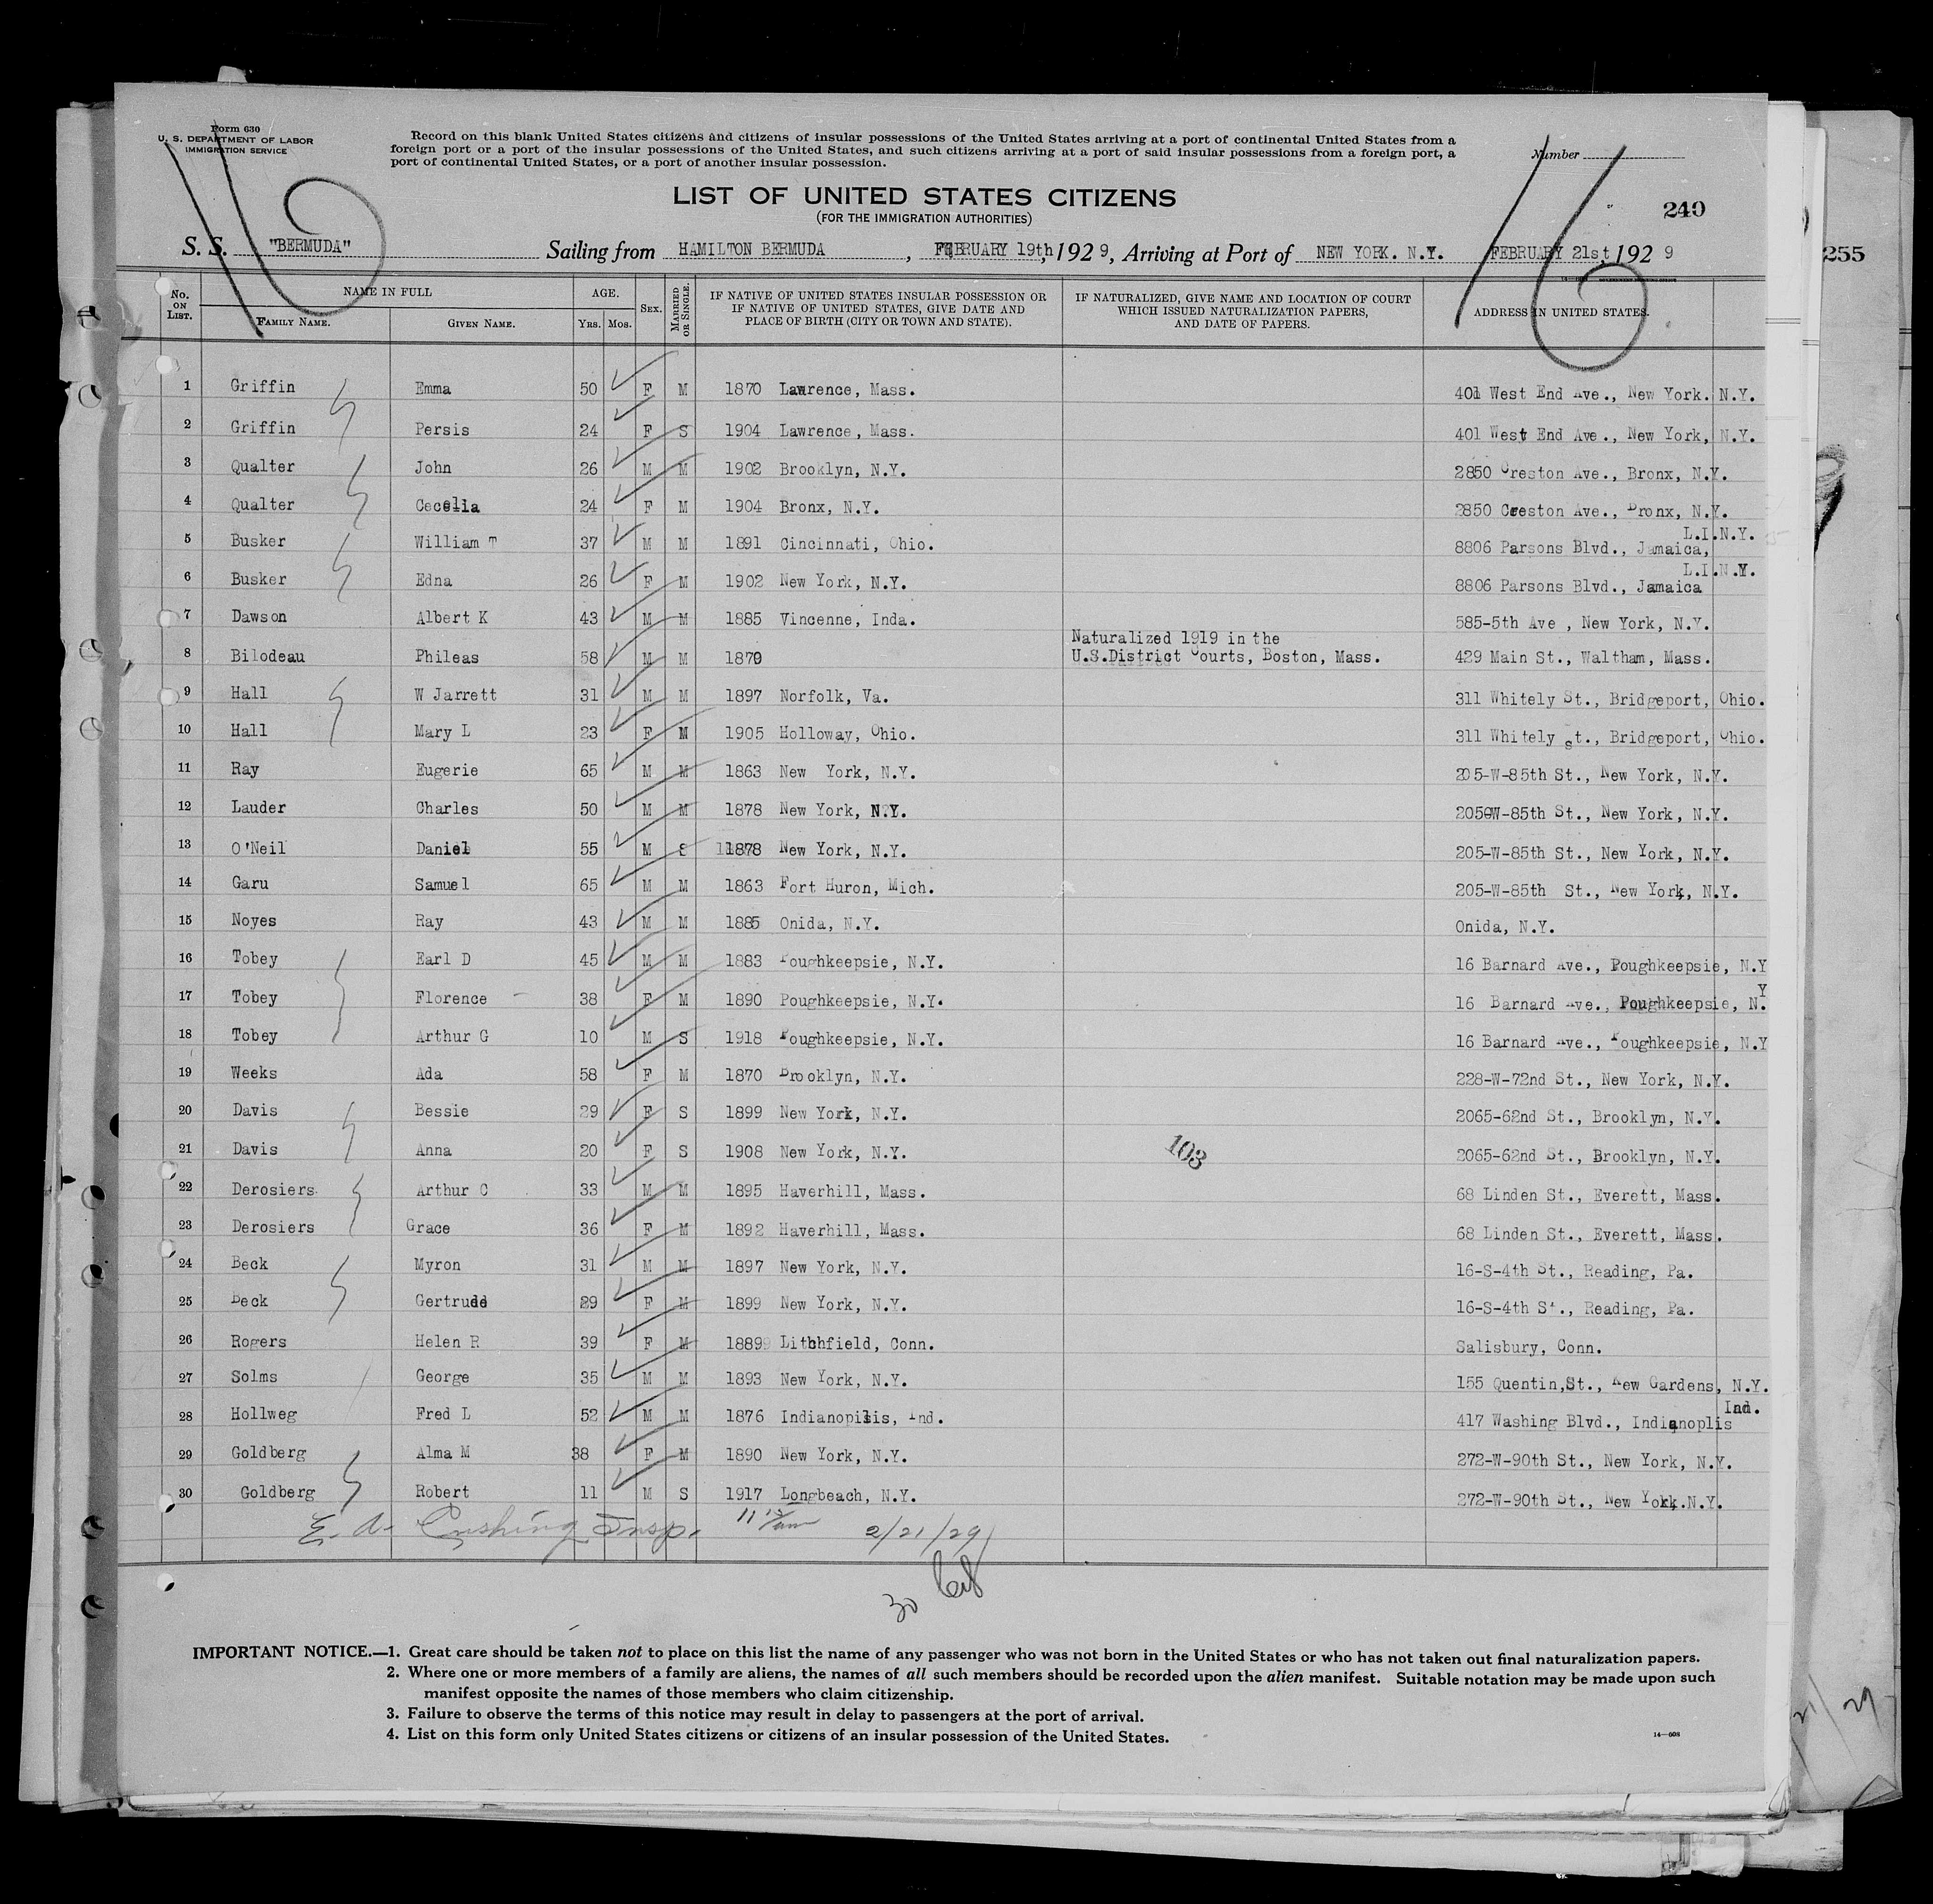 Form 630
U. S. DEPARTMENT OF LABOR
IMMIGRATION SERVICE
Record on this blank United States citizens and citizens of insular possessions of the United States arriving at a port of continental United States from a
foreign port or a port of the insular possessions of the United States, and such citizens arriving at a port of said insular possessions from a foreign port, a
port of continental United States, or a port of another insular possession.
Number
16
16
LIST OF UNITED STATES CITIZENS
(FOR THE IMMIGRATION AUTHORITIES)
240
255
S. S. "BERMUDA" Sailing from HAMILTON BERMUDA, FEBRUARY 19th, 1929, Arriving at Port of NEW YORK. N.Y. FEBRUARY 21st, 1929
No. ON LIST. NAME IN FULL FAMILY NAME. GIVEN NAME. AGE. Yrs. Mos. SEX. MARRIED OR SINGLE. IF NATIVE OF UNITED STATES INSULAR POSSESSION OR IF NATIVE OF UNITED STATES, GIVE DATE AND PLACE OF BIRTH (CITY OR TOWN AND STATE). IF NATURALIZED, GIVE NAME AND LOCATION OF COURT WHICH ISSUED NATURALIZATION PAPERS, AND DATE OF PAPERS. ADDRESS IN UNITED STATES.
1 Griffin Emma 50 F M 1870 Lawrence, Mass. 401 West End Ave., New York. N.Y.
2 Griffin Persis 24 F S 1904 Lawrence, Mass. 401 West End Ave., New York, N.Y.
3 Qualter John 26 M M 1902 Brooklyn, N.Y. 2850 Creston Ave., Bronx, N.Y.
4 Qualter Cecelia 24 F M 1904 Bronx, N.Y. 2850 Creston Ave., Bronx, N.Y.
5 Busker William T 37 M M 1891 Cincinnati, Ohio. 8806 Parsons Blvd., Jamaica, L.I.N.Y.
6 Busker Edna 26 F M 1902 New York, N.Y. 8806 Parsons Blvd., Jamaica L.I.N.Y.
7 Dawson Albert K 43 M M 1885 Vincenne, Inda. 585-5th Ave , New York, N.Y.
8 Bilodeau Phileas 58 M M 1870 Naturalized 1919 in the U.S.District Courts, Boston, Mass. 429 Main St., Waltham, Mass.
9 Hall W Jarrett 31 M M 1897 Norfolk, Va. 311 Whitely St., Bridgeport, Ohio.
10 Hall Mary L 23 F M 1905 Holloway, Ohio. 311 Whitely st., Bridgeport, Ohio.
11 Ray Eugerie 65 M M 1863 New York, N.Y. 205-W-85th St., New York, N.Y.
12 Lauder Charles 50 M M 1878 New York, N.Y. 205-W-85th St., New York, N.Y.
13 O'Neil Daniel 55 M S 1878 New York, N.Y. 205-W-85th St., New York, N.Y.
14 Garu Samuel 65 M M 1863 Fort Huron, Mich. 205-W-85th St., New York, N.Y.
15 Noyes Ray 43 M M 1885 Onida, N.Y. Onida, N.Y.
16 Tobey Earl D 45 M M 1883 Poughkeepsie, N.Y. 16 Barnard Ave., Poughkeepsie, N.Y
17 Tobey Florence 38 F M 1890 Poughkeepsie, N.Y. 16 Barnard Ave., Poughkeepsie, N.Y
18 Tobey Arthur G 10 M S 1918 Poughkeepsie, N.Y. 16 Barnard Ave., Poughkeepsie, N.Y
19 Weeks Ada 58 F M 1870 Brooklyn, N.Y. 228-W-72nd St., New York, N.Y.
20 Davis Bessie 29 F S 1899 New York, N.Y. 2065-62nd St., Brooklyn, N.Y.
21 Davis Anna 20 F S 1908 New York, N.Y. 2065-62nd St., Brooklyn, N.Y.
103
22 Derosiers Arthur C 33 M M 1895 Haverhill, Mass. 68 Linden St., Everett, Mass.
23 Derosiers Grace 36 F M 1892 Haverhill, Mass. 68 Linden St., Everett, Mass.
24 Beck Myron 31 M M 1897 New York, N.Y. 16-S-4th St., Reading, Pa.
25 Beck Gertrudd 29 F M 1899 New York, N.Y. 16-S-4th St., Reading, Pa.
26 Rogers Helen R 39 F M 1889 Litchfield, Conn. Salisbury, Conn.
27 Solms George 35 M M 1893 New York, N.Y. 155 Quentin,St., Kew Gardens, N.Y.
28 Hollweg Fred L 52 M M 1876 Indianopilis, Ind. 417 Washing Blvd., Indianoplis Ind.
29 Goldberg Alma M 38 F M 1890 New York, N.Y. 272-W-90th St., New York, N.Y.
30 Goldberg Robert 11 M S 1917 Longbeach, N.Y. 272-W-90th St., New York.N.Y.
E. A. Cushing Insp. 11 15/am 2/21/29
30
IMPORTANT NOTICE.—1. Great care should be taken not to place on this list the name of any passenger who was not born in the United States or who has not taken out final naturalization papers.
2. Where one or more members of a family are aliens, the names of all such members should be recorded upon the alien manifest. Suitable notation may be made upon such
manifest opposite the names of those members who claim citizenship.
3. Failure to observe the terms of this notice may result in delay to passengers at the port of arrival.
4. List on this form only United States citizens or citizens of an insular possession of the United States.
14—608